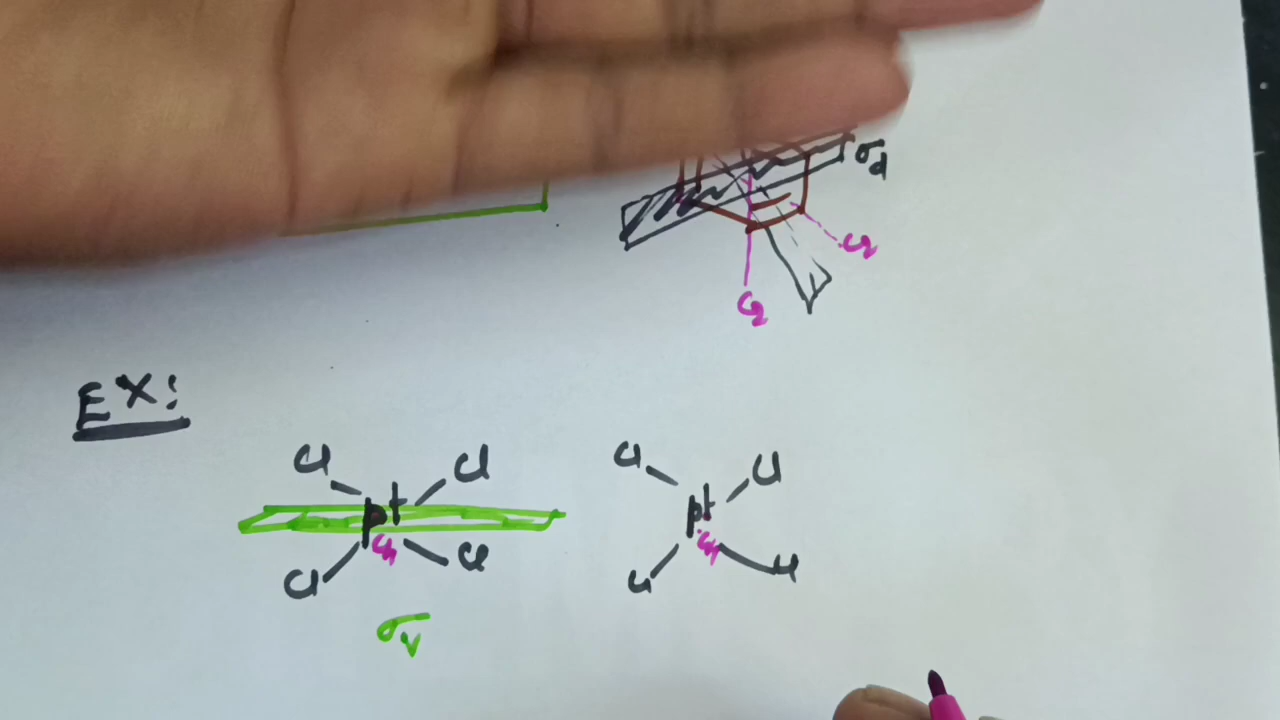 σd
C2
C2
EX:
Cl Cl Cl Cl
Pt Pt
C4 C4
Cl Cl Cl Cl
σv